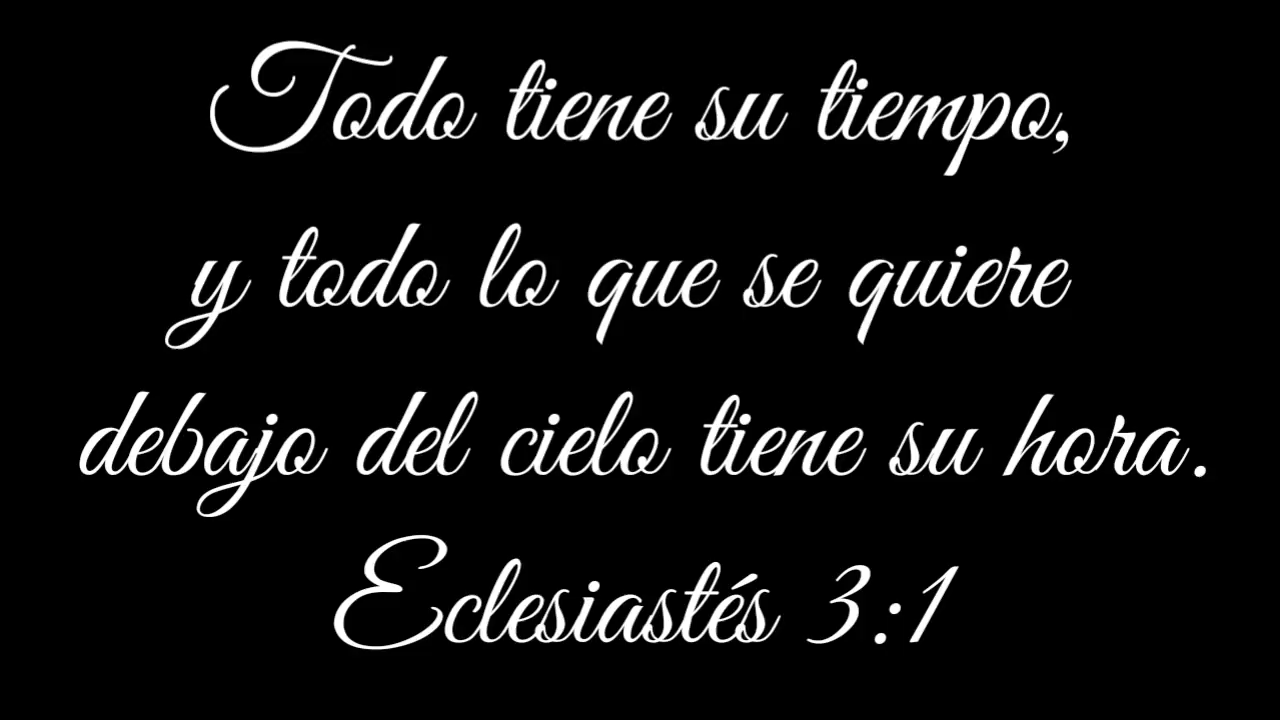 Todo tiene su tiempo,
y todo lo que se quiere
debajo del cielo tiene su hora.
Eclesiastés 3:1